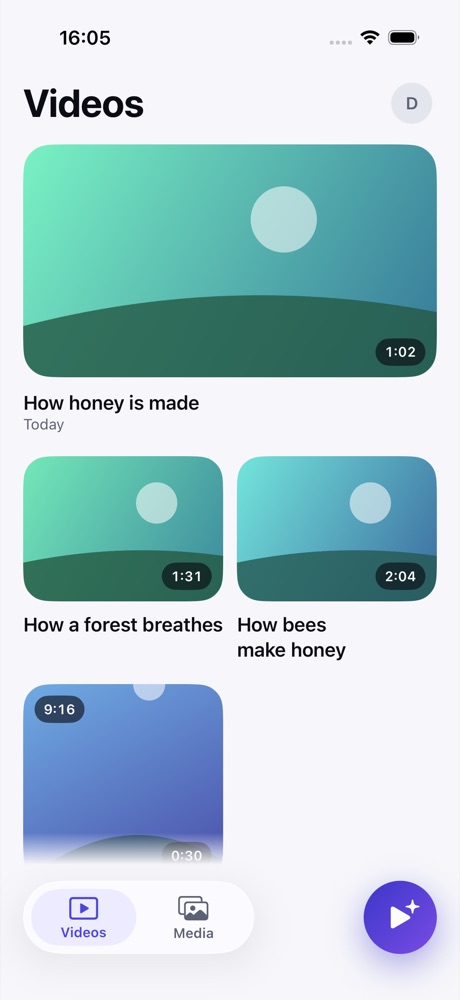 16:05
Videos
D
1:02
How honey is made
Today
1:31
2:04
How a forest breathes
How bees
make honey
9:16
0:30
Videos
Media